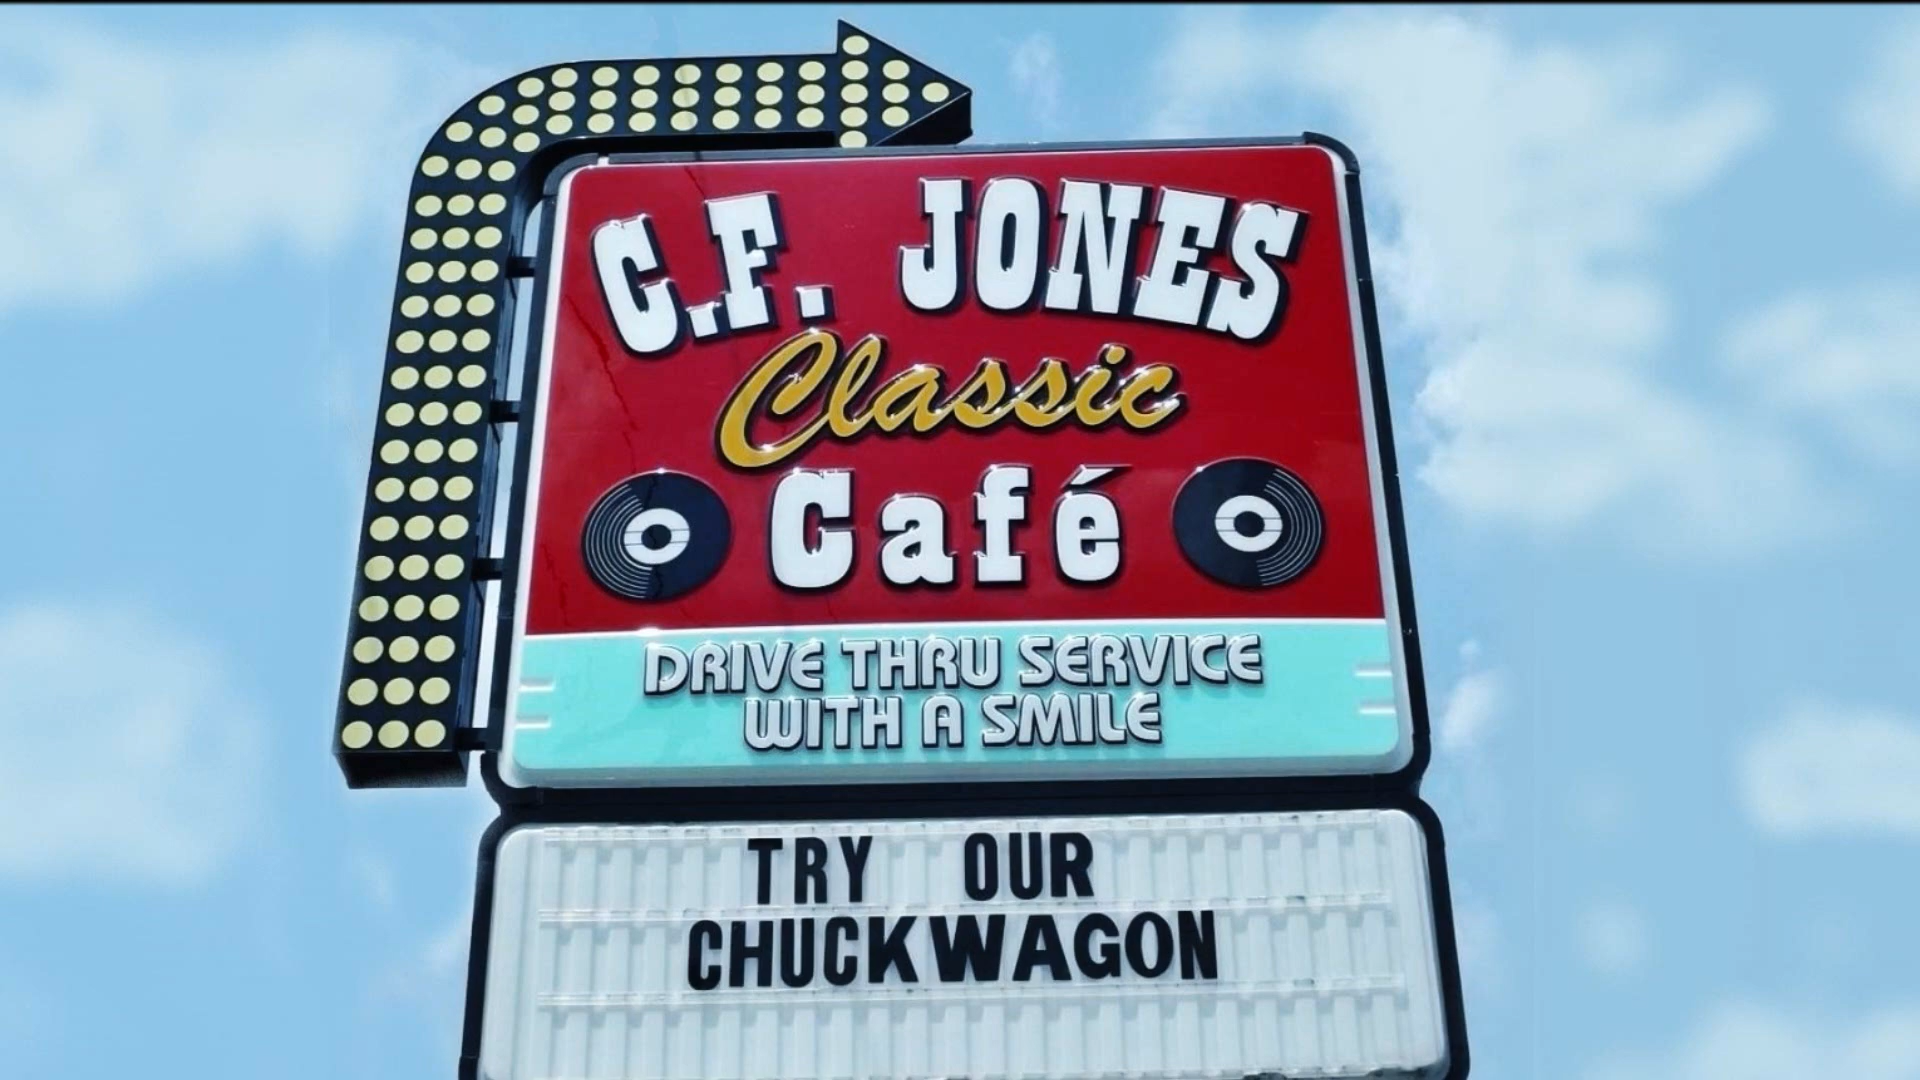 C.F. JONES
Classic
Café
DRIVE THRU SERVICE
WITH A SMILE
TRY OUR
CHUCKWAGON